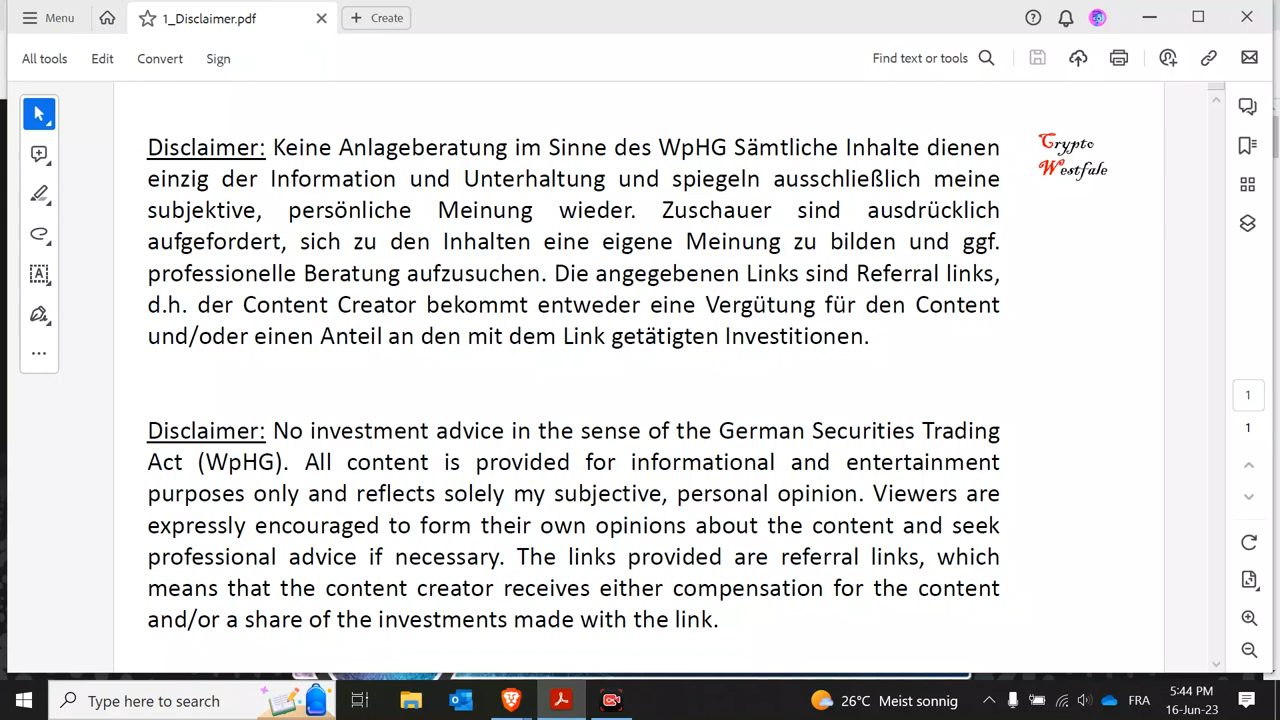 Menu
1_Disclaimer.pdf
Create
All tools Edit Convert Sign
Find text or tools
Disclaimer: Keine Anlageberatung im Sinne des WpHG Sämtliche Inhalte dienen
einzig der Information und Unterhaltung und spiegeln ausschließlich meine
subjektive, persönliche Meinung wieder. Zuschauer sind ausdrücklich
aufgefordert, sich zu den Inhalten eine eigene Meinung zu bilden und ggf.
professionelle Beratung aufzusuchen. Die angegebenen Links sind Referral links,
d.h. der Content Creator bekommt entweder eine Vergütung für den Content
und/oder einen Anteil an den mit dem Link getätigten Investitionen.
Crypto
Westfale
Disclaimer: No investment advice in the sense of the German Securities Trading
Act (WpHG). All content is provided for informational and entertainment
purposes only and reflects solely my subjective, personal opinion. Viewers are
expressly encouraged to form their own opinions about the content and seek
professional advice if necessary. The links provided are referral links, which
means that the content creator receives either compensation for the content
and/or a share of the investments made with the link.
1
1
Type here to search
26°C Meist sonnig
FRA
5:44 PM
16-Jun-23